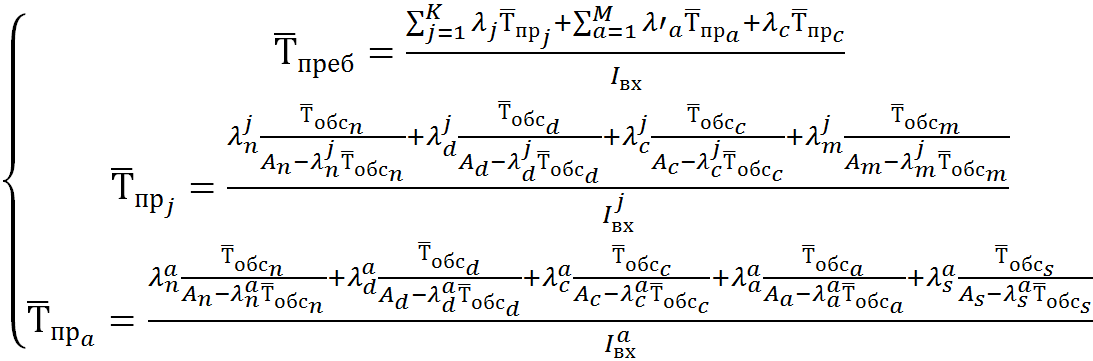 T̅преб = (∑_{j=1}^{K} λ_j T̅пр_j + ∑_{a=1}^{M} λ′_a T̅пр_a + λ_c T̅пр_c) / I_вх
T̅пр_j = (λ_n^j T̅обс_n / (A_n − λ_n^j T̅обс_n) + λ_d^j T̅обс_d / (A_d − λ_d^j T̅обс_d) + λ_c^j T̅обс_c / (A_c − λ_c^j T̅обс_c) + λ_m^j T̅обс_m / (A_m − λ_m^j T̅обс_m)) / I_вх^j
T̅пр_a = (λ_n^a T̅обс_n / (A_n − λ_n^a T̅обс_n) + λ_d^a T̅обс_d / (A_d − λ_d^a T̅обс_d) + λ_c^a T̅обс_c / (A_c − λ_c^a T̅обс_c) + λ_a^a T̅обс_a / (A_a − λ_a^a T̅обс_a) + λ_s^a T̅обс_s / (A_s − λ_s^a T̅обс_s)) / I_вх^a